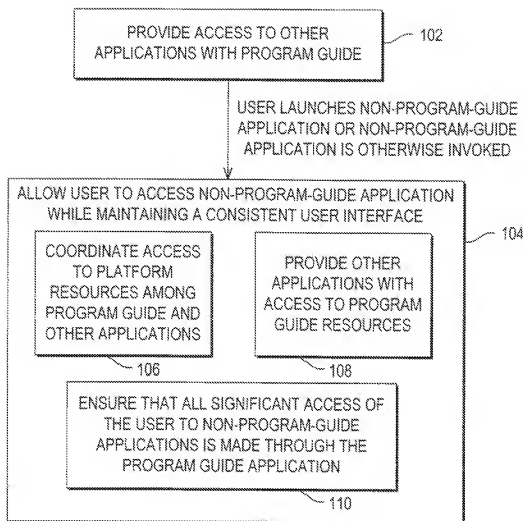 PROVIDE ACCESS TO OTHER
APPLICATIONS WITH PROGRAM GUIDE
102
USER LAUNCHES NON-PROGRAM-GUIDE
APPLICATION OR NON-PROGRAM-GUIDE
APPLICATION IS OTHERWISE INVOKED
ALLOW USER TO ACCESS NON-PROGRAM-GUIDE APPLICATION
WHILE MAINTAINING A CONSISTENT USER INTERFACE
104
COORDINATE ACCESS
TO PLATFORM
RESOURCES AMONG
PROGRAM GUIDE AND
OTHER APPLICATIONS
106
PROVIDE OTHER
APPLICATIONS WITH
ACCESS TO PROGRAM
GUIDE RESOURCES
108
ENSURE THAT ALL SIGNIFICANT ACCESS OF
THE USER TO NON-PROGRAM-GUIDE
APPLICATIONS IS MADE THROUGH THE
PROGRAM GUIDE APPLICATION
110